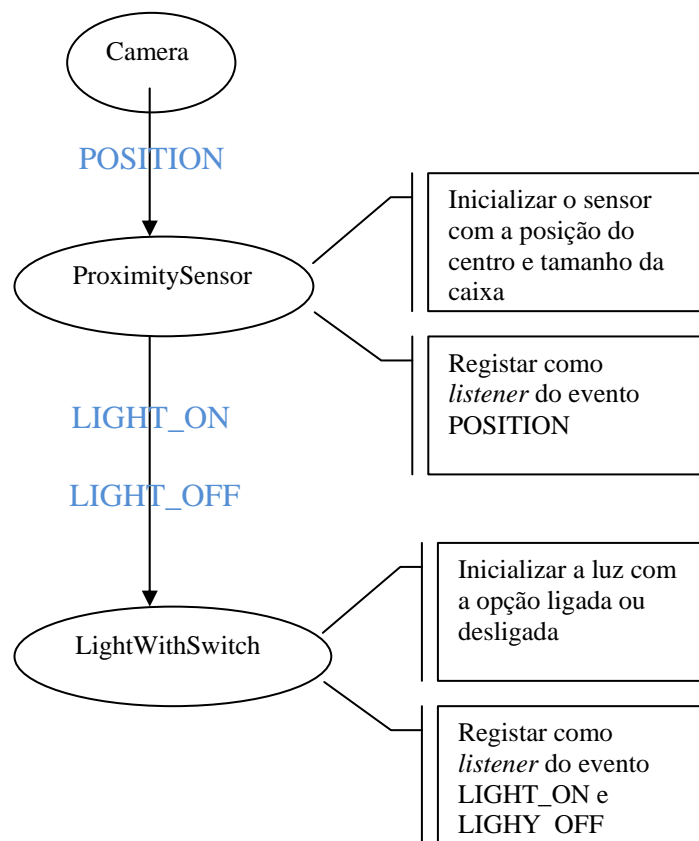 Camera
POSITION
Inicializar o sensor
com a posição do
centro e tamanho da
caixa
ProximitySensor
Registar como
listener do evento
POSITION
LIGHT_ON
LIGHT_OFF
Inicializar a luz com
a opção ligada ou
desligada
LightWithSwitch
Registar como
listener do evento
LIGHT_ON e
LIGHY_OFF